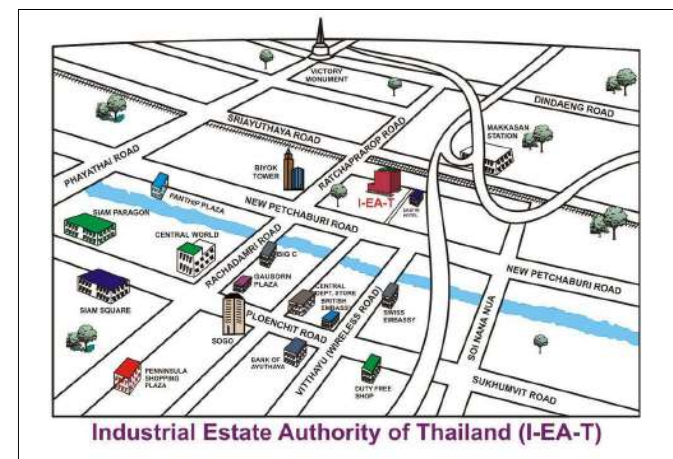 VICTORY
MONUMENT
DINDAENG ROAD
SRIAYUTHAYA ROAD
MAKKASAN
STATION
RATCHAPRAROP ROAD
PHAYATHAI ROAD
BIYOK
TOWER
I-EA-T
HOTEL
PANTHIP PLAZA
NEW PETCHABURI ROAD
SIAM PARAGON
CENTRAL WORLD
RACHADAMRI ROAD
BIG C
NEW PETCHABURI ROAD
GAUSORN
PLAZA
CENTRAL
DEPT. STORE
BRITISH
EMBASSY
SWISS
EMBASSY
SIAM SQUARE
SOGO
PLOENCHIT ROAD
VITTHAYU (WIRELESS ROAD)
SOI NANA NUA
BANK OF
AYUTHAYA
PENNINSULA
SHOPPING
PLAZA
DUTY FREE
SHOP
SUKHUMVIT ROAD
Industrial Estate Authority of Thailand (I-EA-T)